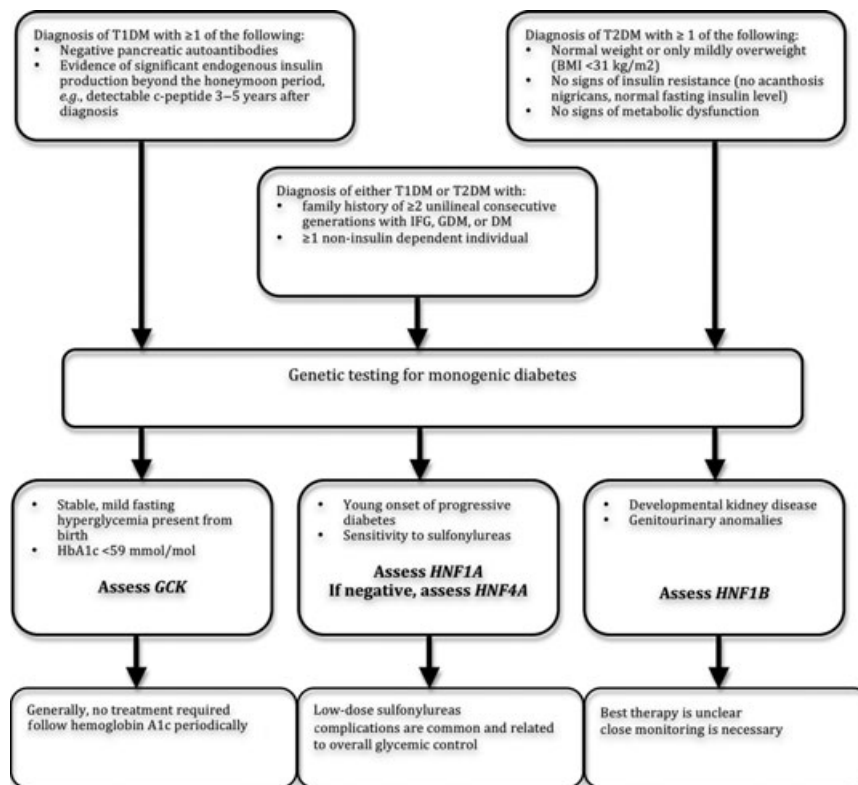 Diagnosis of T1DM with ≥1 of the following:
• Negative pancreatic autoantibodies
• Evidence of significant endogenous insulin
production beyond the honeymoon period,
e.g., detectable c-peptide 3–5 years after
diagnosis
Diagnosis of T2DM with ≥ 1 of the following:
• Normal weight or only mildly overweight
(BMI <31 kg/m2)
• No signs of insulin resistance (no acanthosis
nigricans, normal fasting insulin level)
• No signs of metabolic dysfunction
Diagnosis of either T1DM or T2DM with:
• family history of ≥2 unilineal consecutive
generations with IFG, GDM, or DM
• ≥1 non-insulin dependent individual
Genetic testing for monogenic diabetes
• Stable, mild fasting
hyperglycemia present from
birth
• HbA1c <59 mmol/mol
Assess GCK
• Young onset of progressive
diabetes
• Sensitivity to sulfonylureas
Assess HNF1A
If negative, assess HNF4A
• Developmental kidney disease
• Genitourinary anomalies
Assess HNF1B
Generally, no treatment required
follow hemoglobin A1c periodically
Low-dose sulfonylureas
complications are common and related
to overall glycemic control
Best therapy is unclear
close monitoring is necessary